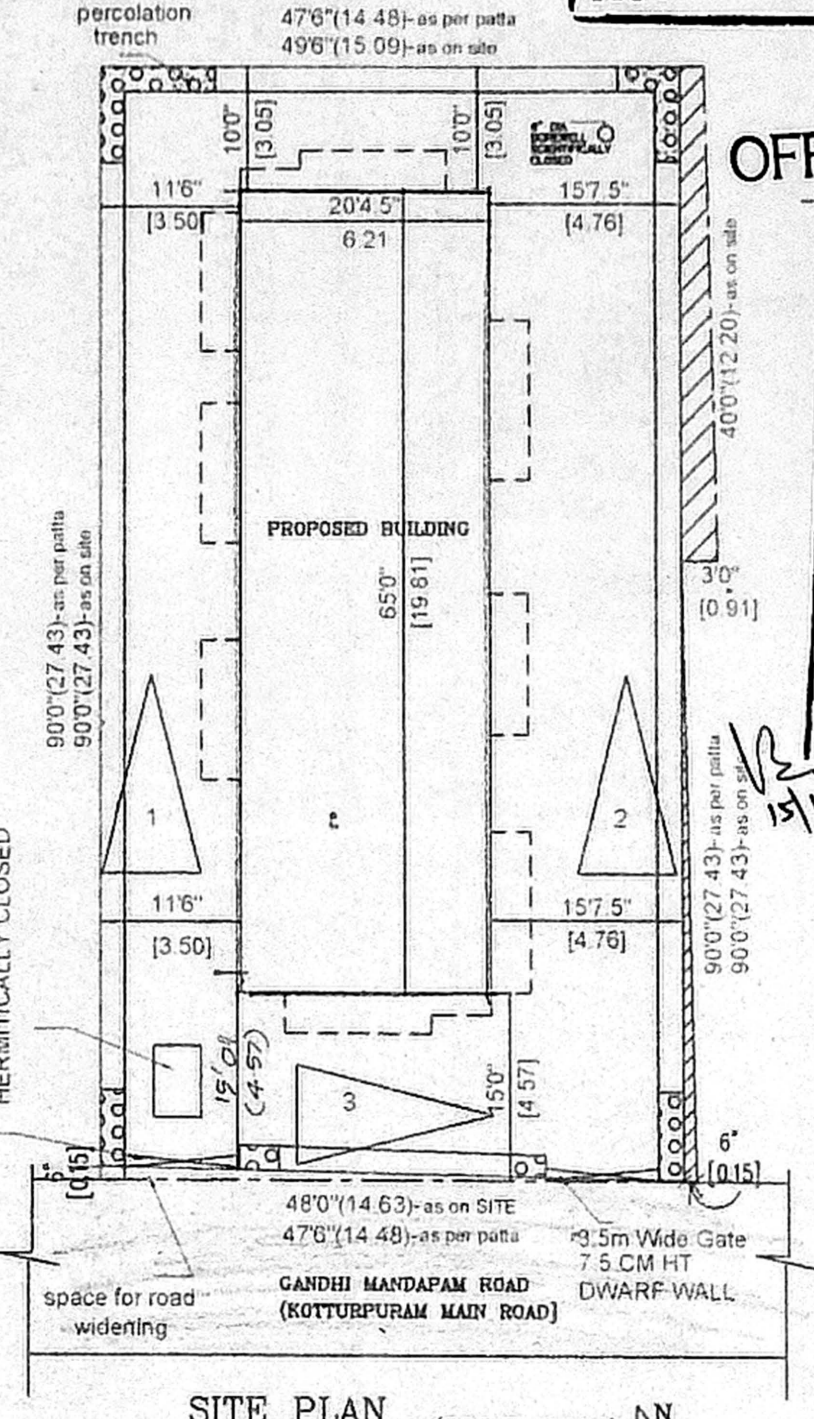 percolation
trench
47'6"(14.48)-as per patta
49'6"(15.09)-as on site
OFF
10'0"
[3.05]
10'0"
[3.05]
6" DIA
BOREWELL
SCIENTIFICALLY
CLOSED
11'6"
[3.50]
20'4.5"
6.21
15'7.5"
[4.76]
40'0"(12.20)-as on site
PROPOSED BUILDING
65'0"
[19.81]
3'0"
[0.91]
90'0"(27.43)-as per patta
90'0"(27.43)-as on site
1
2
90'0"(27.43)-as per patta
90'0"(27.43)-as on site
15/1
11'6"
[3.50]
15'7.5"
[4.76]
HERMITICALLY CLOSED
(4.57)
3
15'0"
[4.57]
6"
[0.15]
6"
[0.15]
48'0"(14.63)-as on SITE
47'6"(14.48)-as per patta
3.5m Wide Gate
7.5 CM HT
DWARF WALL
GANDHI MANDAPAM ROAD
(KOTTURPURAM MAIN ROAD]
space for road
widening
SITE PLAN